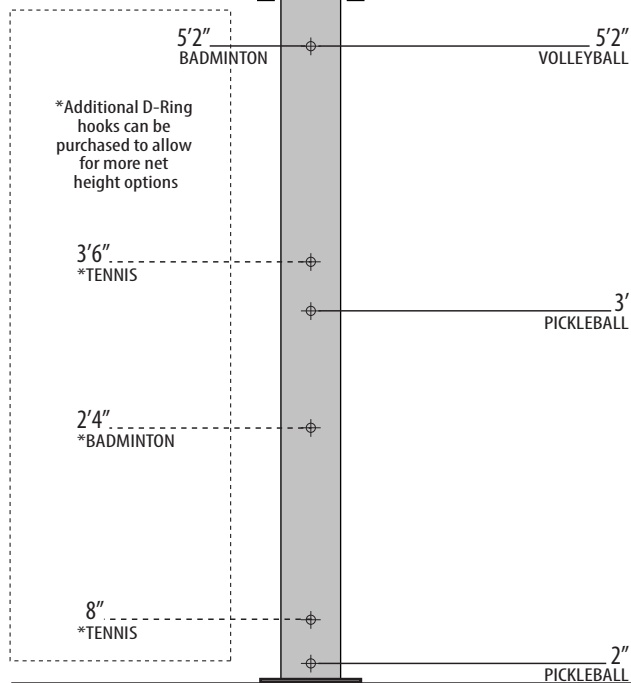 5′2″
BADMINTON
5′2″
VOLLEYBALL
*Additional D-Ring
hooks can be
purchased to allow
for more net
height options
3′6″
*TENNIS
3′
PICKLEBALL
2′4″
*BADMINTON
8″
*TENNIS
2″
PICKLEBALL